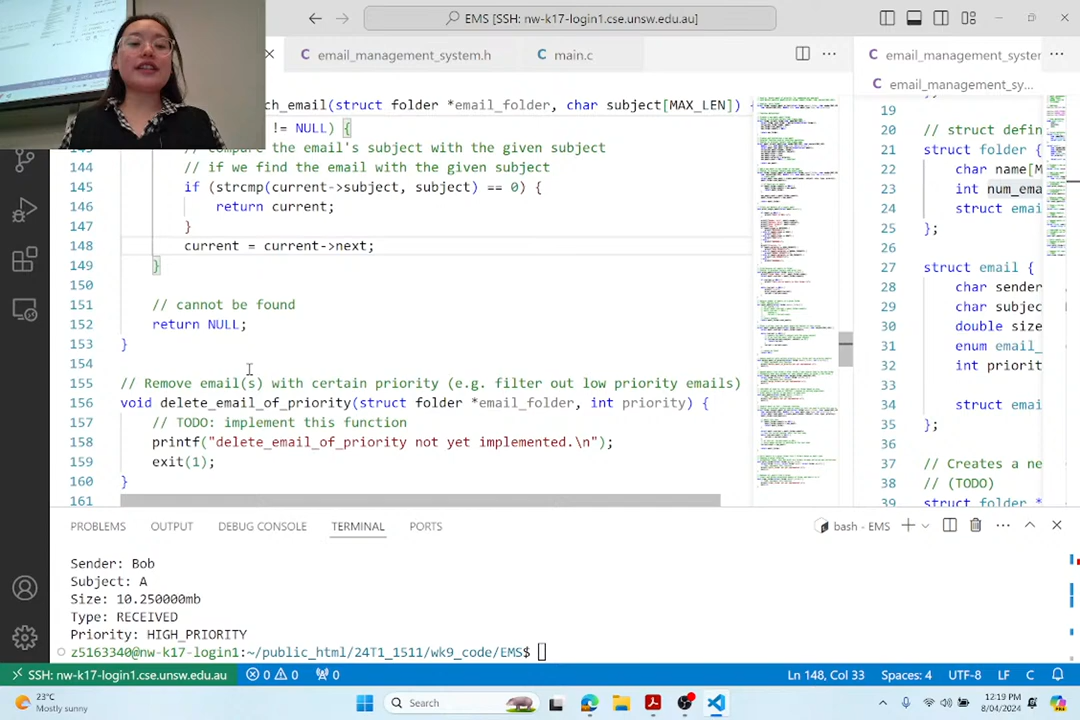 EMS [SSH: nw-k17-login1.cse.unsw.edu.au]
email_management_system.h
main.c
email_management_syste
email_management_sy...
ch_email(struct folder *email_folder, char subject[MAX_LEN]) {
!= NULL) {
the email's subject with the given subject
144 // if we find the email with the given subject
145 if (strcmp(current->subject, subject) == 0) {
146 return current;
147 }
148 current = current->next;
149 }
150
151 // cannot be found
152 return NULL;
153 }
154
155 // Remove email(s) with certain priority (e.g. filter out low priority emails)
156 void delete_email_of_priority(struct folder *email_folder, int priority) {
157 // TODO: implement this function
158 printf("delete_email_of_priority not yet implemented.\n");
159 exit(1);
160 }
161
19
20 // struct defin
21 struct folder {
22 char name[M
23 int num_ema
24 struct emai
25 };
26
27 struct email {
28 char sender
29 char subjec
30 double size
31 enum email_
32 int priorit
33
34 struct emai
35 };
36
37 // Creates a ne
38 // (TODO)
39 struct folder *
PROBLEMS OUTPUT DEBUG CONSOLE TERMINAL PORTS
bash - EMS
Sender: Bob
Subject: A
Size: 10.250000mb
Type: RECEIVED
Priority: HIGH_PRIORITY
z5163340@nw-k17-login1:~/public_html/24T1_1511/wk9_code/EMS$
SSH: nw-k17-login1.cse.unsw.edu.au 0 0 0 Ln 148, Col 33 Spaces: 4 UTF-8 LF C
23°C
Mostly sunny
Search
12:19 PM
8/04/2024